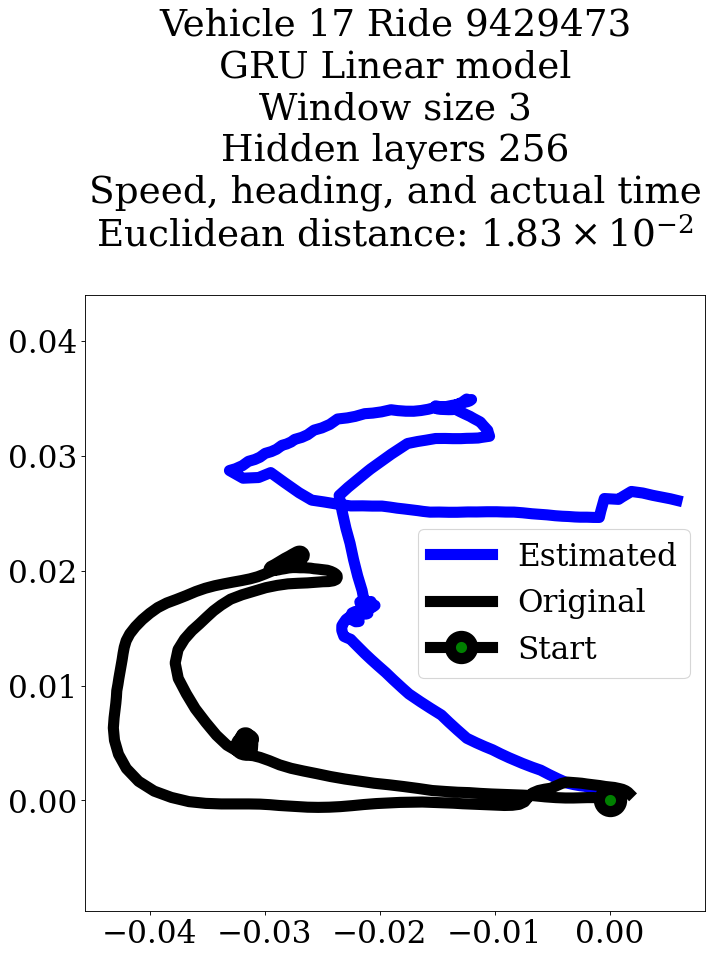 Vehicle 17 Ride 9429473
GRU Linear model
Window size 3
Hidden layers 256
Speed, heading, and actual time
Euclidean distance: 1.83 × 10⁻²
0.04
0.03
0.02
0.01
0.00
Estimated
Original
Start
−0.04 −0.03 −0.02 −0.01 0.00